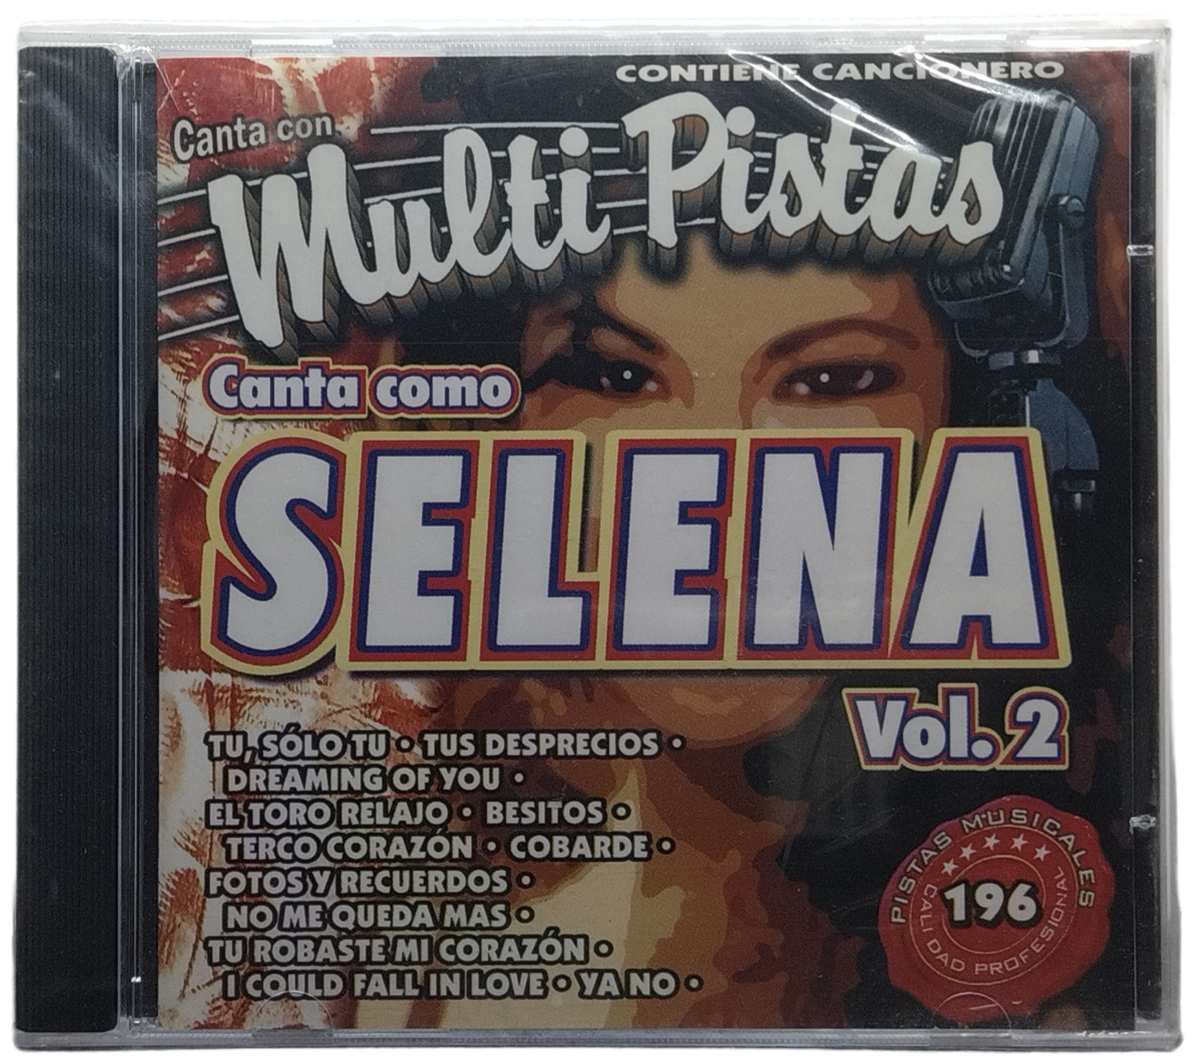 CONTIENE CANCIONERO
Canta con
Multi Pistas
Canta como
SELENA
Vol. 2
TU, SÓLO TU • TUS DESPRECIOS •
DREAMING OF YOU •
EL TORO RELAJO • BESITOS •
TERCO CORAZÓN • COBARDE •
FOTOS Y RECUERDOS •
NO ME QUEDA MAS •
TU ROBASTE MI CORAZÓN •
I COULD FALL IN LOVE • YA NO •
PISTAS MUSICALES
196
CALIDAD PROFESIONAL